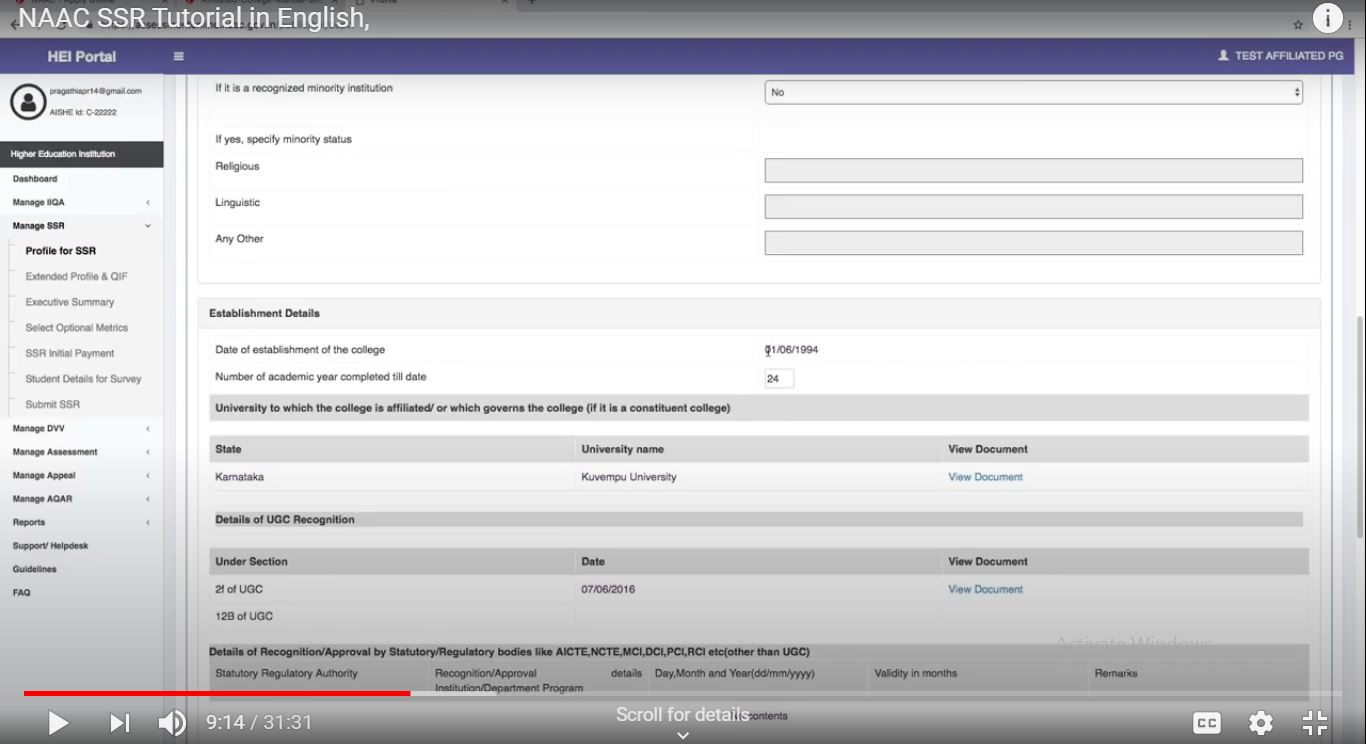 NAAC SSR Tutorial in English,
HEI Portal
TEST AFFILIATED PG
pragathiapr14@gmail.com
AISHE Id: C-22222
Higher Education Institution
Dashboard
Manage IIQA
Manage SSR
Profile for SSR
Extended Profile & QIF
Executive Summary
Select Optional Metrics
SSR Initial Payment
Student Details for Survey
Submit SSR
Manage DVV
Manage Assessment
Manage Appeal
Manage AQAR
Reports
Support/ Helpdesk
Guidelines
FAQ
If it is a recognized minority institution
No
If yes, specify minority status
Religious
Linguistic
Any Other
Establishment Details
Date of establishment of the college 01/06/1994
Number of academic year completed till date 24
University to which the college is affiliated/ or which governs the college (if it is a constituent college)
State University name View Document
Karnataka Kuvempu University View Document
Details of UGC Recognition
Under Section Date View Document
2f of UGC 07/06/2016 View Document
12B of UGC
Activate Windows
Details of Recognition/Approval by Statutory/Regulatory bodies like AICTE,NCTE,MCI,DCI,PCI,RCI etc(other than UGC)
Statutory Regulatory Authority Recognition/Approval details Day,Month and Year(dd/mm/yyyy) Validity in months Remarks
Institution/Department Program
contents
9:14 / 31:31
Scroll for details
CC